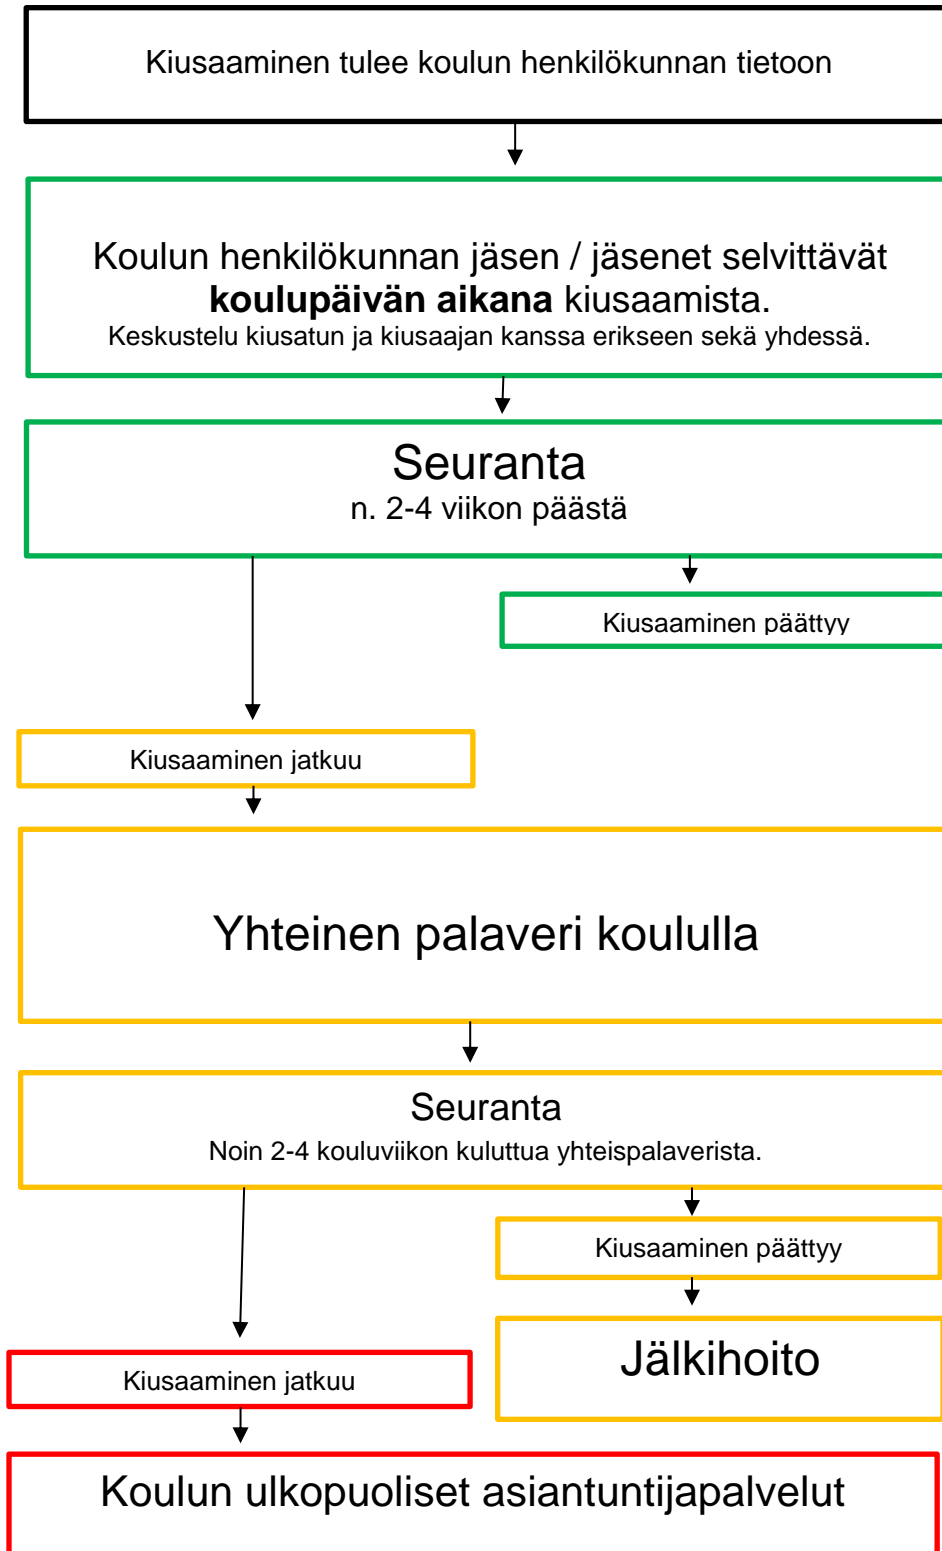 Kiusaaminen tulee koulun henkilökunnan tietoon
Koulun henkilökunnan jäsen / jäsenet selvittävät
koulupäivän aikana kiusaamista.
Keskustelu kiusatun ja kiusaajan kanssa erikseen sekä yhdessä.
Seuranta
n. 2-4 viikon päästä
Kiusaaminen päättyy
Kiusaaminen jatkuu
Yhteinen palaveri koululla
Seuranta
Noin 2-4 kouluviikon kuluttua yhteispalaverista.
Kiusaaminen päättyy
Jälkihoito
Kiusaaminen jatkuu
Koulun ulkopuoliset asiantuntijapalvelut